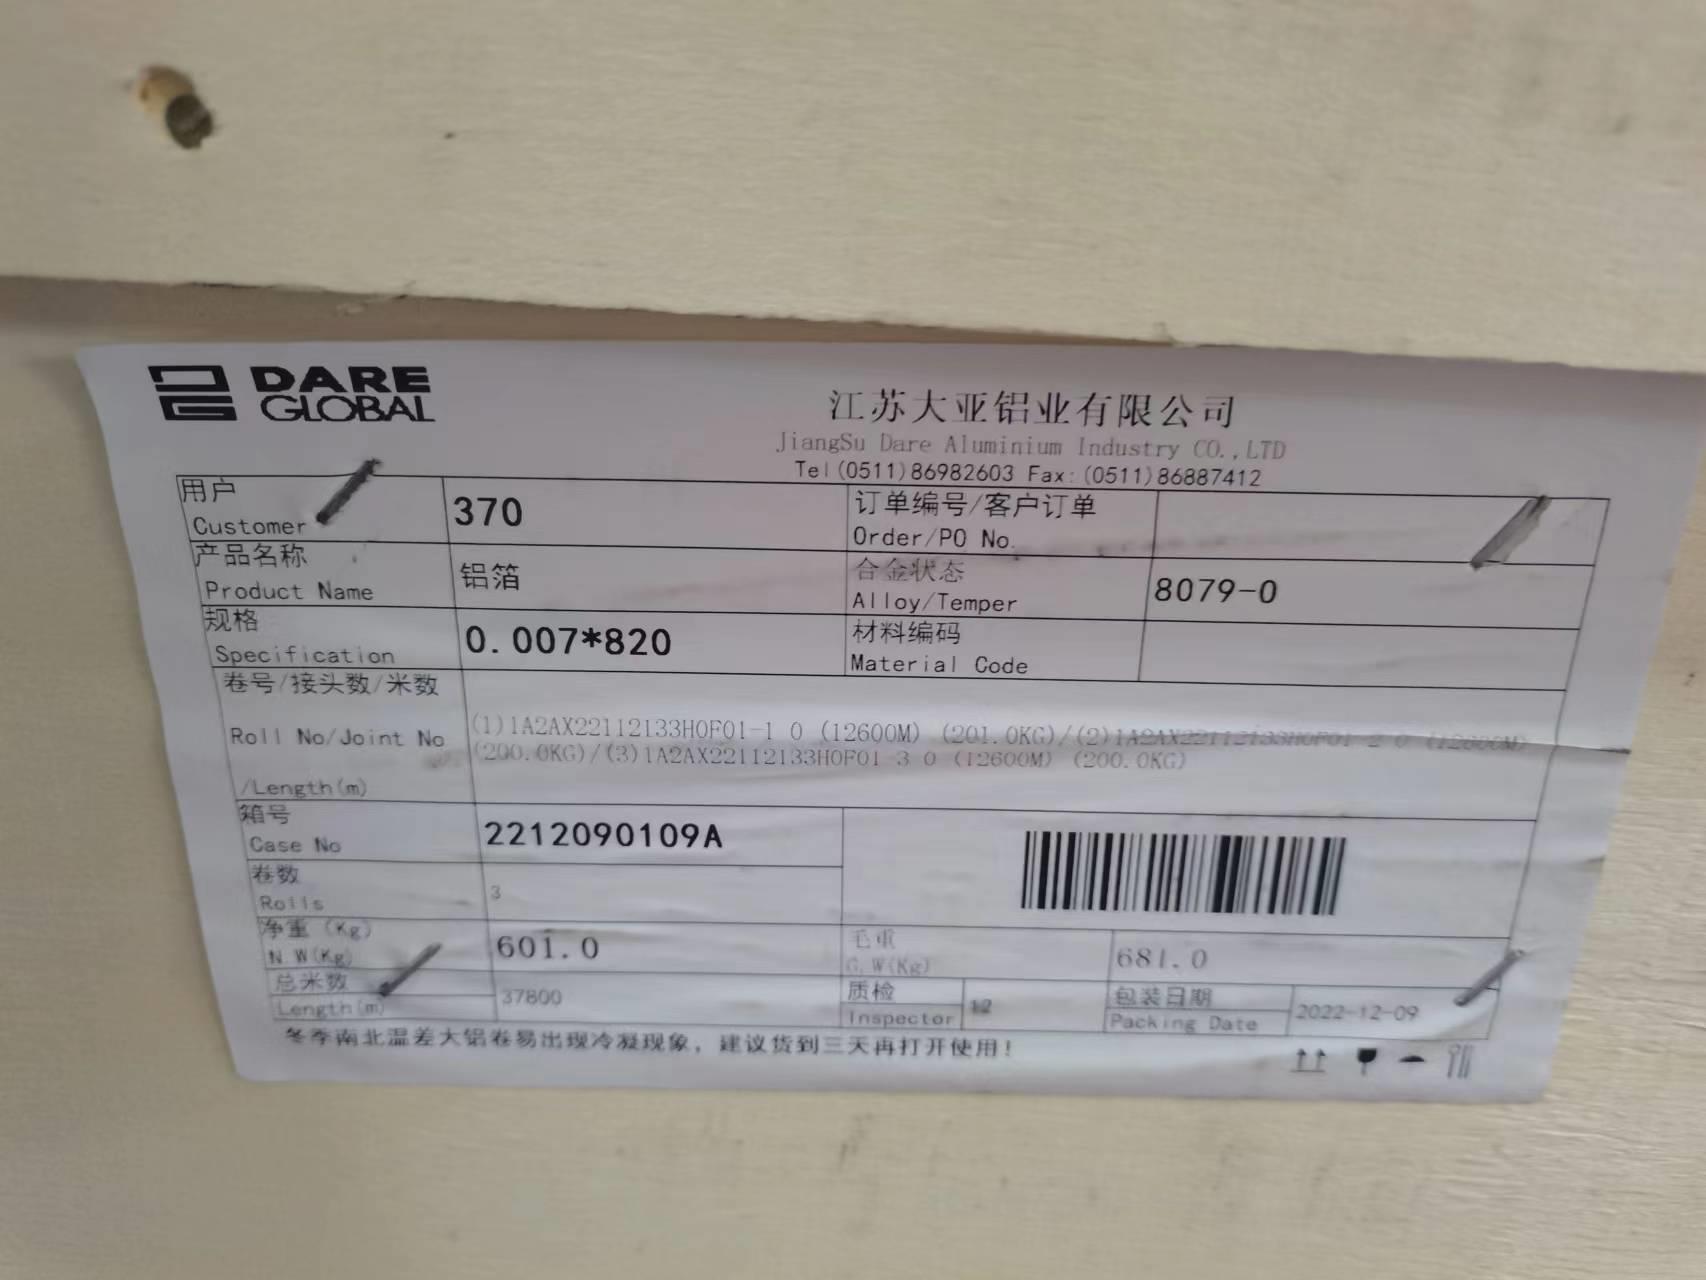 DARE
GLOBAL
江苏大亚铝业有限公司
JiangSu Dare Aluminium Industry CO.,LTD
Tel(0511)86982603 Fax:(0511)86887412
用户
Customer
370
订单编号/客户订单
Order/PO No.
产品名称
Product Name
铝箔
合金状态
Alloy/Temper
8079-0
规格
Specification
0.007*820
材料编码
Material Code
卷号/接头数/米数
Roll No/Joint No
/Length(m)
(1)1A2AX22112133H0F01-1 0 (12600M) (201.0KG)/(2)1A2AX22112133H0F01-2 0 (12600M)
(200.0KG)/(3)1A2AX22112133H0F01-3 0 (12600M) (200.0KG)
箱号
Case No
2212090109A
卷数
Rolls
3
净重 (Kg)
N.W(Kg)
601.0
毛重
G.W(Kg)
681.0
总米数
Length(m)
37800
质检
Inspector
12
包装日期
Packing Date
2022-12-09
冬季南北温差大铝卷易出现冷凝现象，建议货到三天再打开使用！